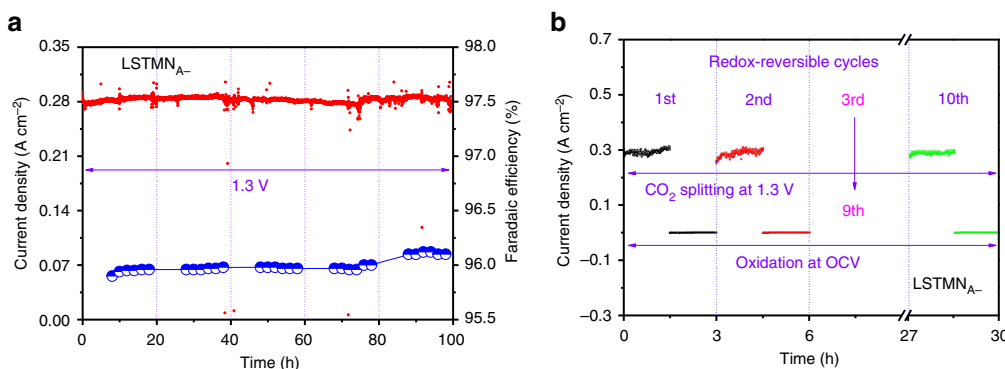 a
LSTMN_A−
1.3 V
0.35
0.28
0.21
0.14
0.07
0.00
Current density (A cm⁻²)
98.0
97.5
97.0
96.5
96.0
95.5
Faradaic efficiency (%)
0 20 40 60 80 100
Time (h)
b
Redox-reversible cycles
1st 2nd 3rd 10th
CO₂ splitting at 1.3 V
9th
Oxidation at OCV
LSTMN_A−
0.7
0.5
0.3
0.1
−0.1
−0.3
Current density (A cm⁻²)
0 3 6 27 30
Time (h)